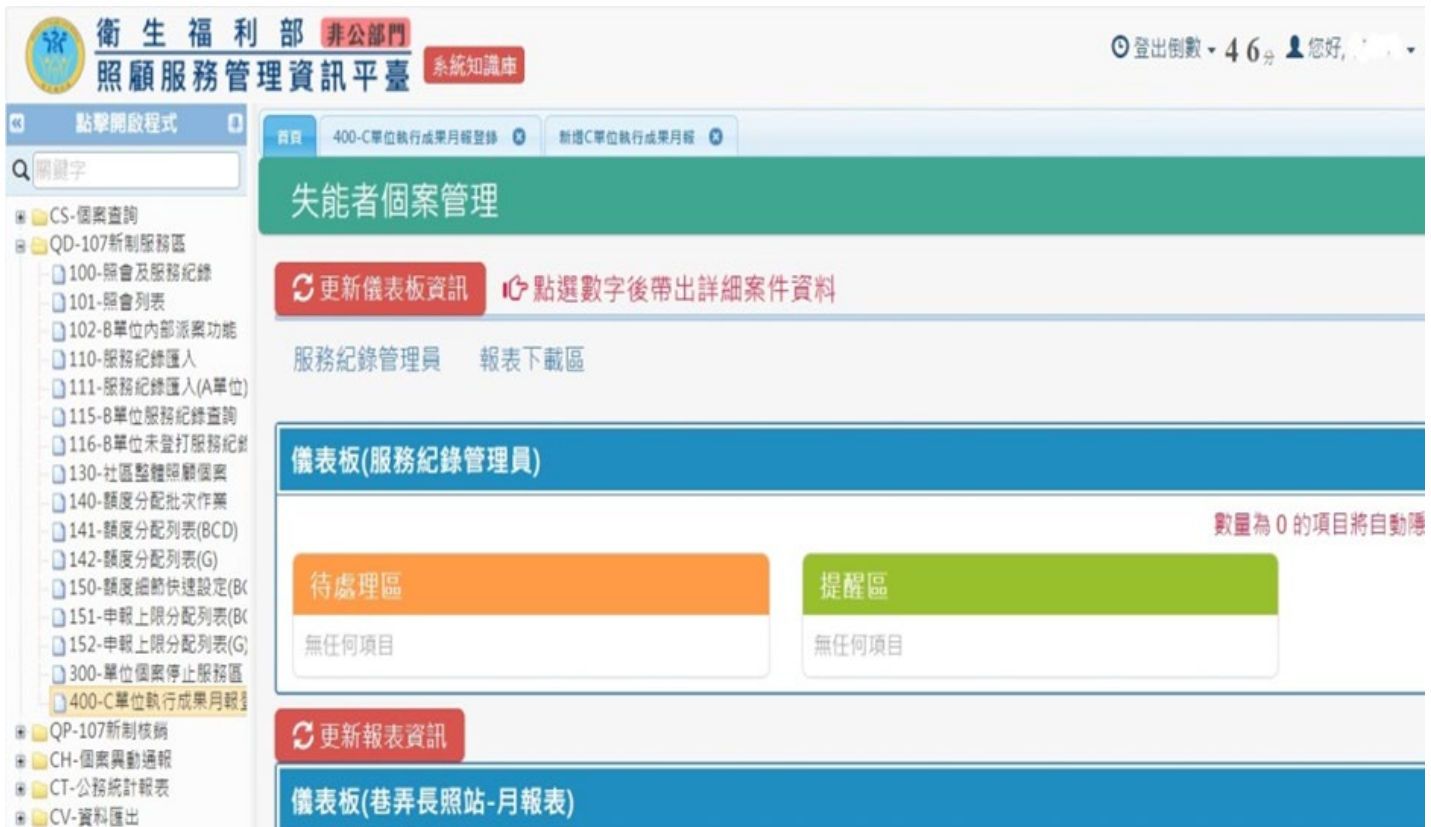 衛生福利部 非公部門
照顧服務管理資訊平臺 系統知識庫
登出倒數 46分 您好,
點擊開啟程式
關鍵字
CS-個案查詢
QD-107新制服務區
100-照會及服務紀錄
101-照會列表
102-B單位內部派案功能
110-服務紀錄匯入
111-服務紀錄匯入(A單位)
115-B單位服務紀錄查詢
116-B單位未登打服務紀錄
130-社區整體照顧個案
140-額度分配批次作業
141-額度分配列表(BCD)
142-額度分配列表(G)
150-額度細節快速設定(BC
151-申報上限分配列表(BC
152-申報上限分配列表(G)
300-單位個案停止服務區
400-C單位執行成果月報登
QP-107新制核銷
CH-個案異動通報
CT-公務統計報表
CV-資料匯出
首頁 400-C單位執行成果月報登錄 新增C單位執行成果月報
失能者個案管理
更新儀表板資訊 點選數字後帶出詳細案件資料
服務紀錄管理員 報表下載區
儀表板(服務紀錄管理員)
數量為 0 的項目將自動隱
待處理區
無任何項目
提醒區
無任何項目
更新報表資訊
儀表板(巷弄長照站-月報表)